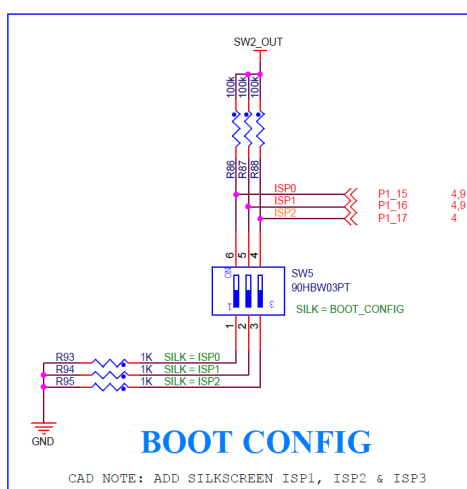 SW2_OUT
100k 100k 100k
R86 R87 R88
ISP0 P1_15 4,9
ISP1 P1_16 4,9
ISP2 P1_17 4
6 5 4
ON
1 3
SW5
90HBW03PT
SILK = BOOT_CONFIG
1 2 3
R93 1K SILK = ISP0
R94 1K SILK = ISP1
R95 1K SILK = ISP2
GND
BOOT CONFIG
CAD NOTE: ADD SILKSCREEN ISP1, ISP2 & ISP3